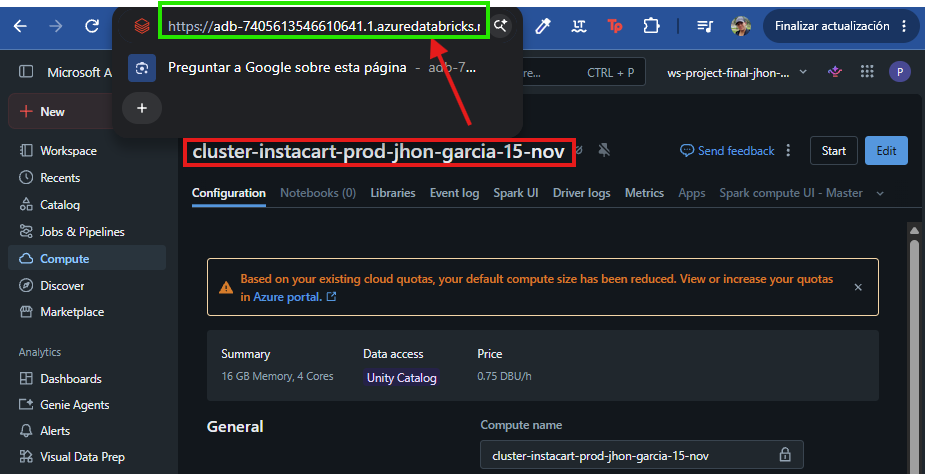 https://adb-7405613546610641.1.azuredatabricks.
Tp
Finalizar actualización
Microsoft A
Preguntar a Google sobre esta página - adb-7...
re...
CTRL + P
ws-project-final-jhon-...
P
New
Workspace
Recents
Catalog
Jobs & Pipelines
Compute
Discover
Marketplace
Analytics
Dashboards
Genie Agents
Alerts
Visual Data Prep
cluster-instacart-prod-jhon-garcia-15-nov
Send feedback
Start
Edit
Configuration
Notebooks (0)
Libraries
Event log
Spark UI
Driver logs
Metrics
Apps
Spark compute UI - Master
Based on your existing cloud quotas, your default compute size has been reduced. View or increase your quotas
in Azure portal.
Summary
Data access
Price
16 GB Memory, 4 Cores
Unity Catalog
0.75 DBU/h
General
Compute name
cluster-instacart-prod-jhon-garcia-15-nov